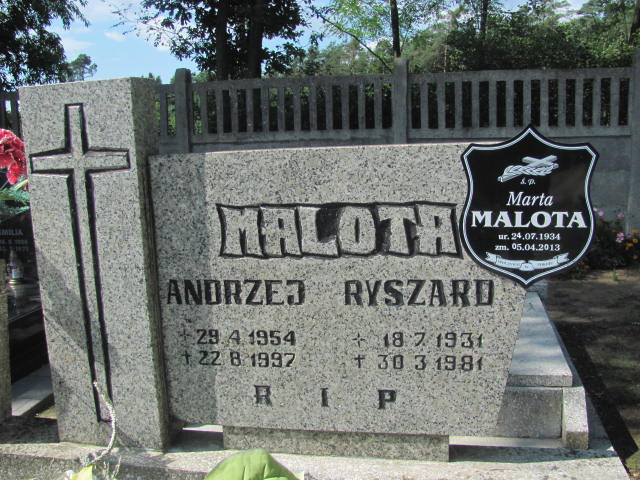 MALOTA
ANDRZEJ RYSZARD
29 4 1954 18 7 1931
† 22 8 1997 † 30 3 1981
R I P
ś. p.
Marta
MALOTA
ur. 24.07.1934
zm. 05.04.2013